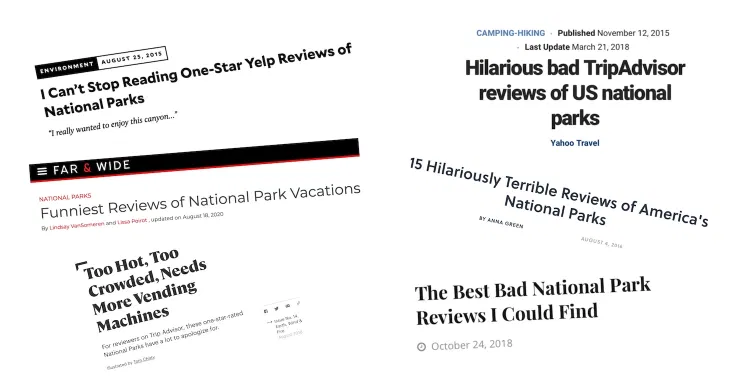 ENVIRONMENT AUGUST 25, 2015
I Can't Stop Reading One-Star Yelp Reviews of
National Parks
"I really wanted to enjoy this canyon..."
FAR & WIDE
NATIONAL PARKS
Funniest Reviews of National Park Vacations
By Lindsay VanSomeren and Lissa Poirot , updated on August 18, 2020
Too Hot, Too
Crowded, Needs
More Vending
Machines
For reviewers on Trip Advisor, these one-star rated
National Parks have a lot to apologize for.
CAMPING-HIKING · Published November 12, 2015
· Last Update March 21, 2018
Hilarious bad TripAdvisor
reviews of US national
parks
Yahoo Travel
15 Hilariously Terrible Reviews of America's
National Parks
BY ANNA GREEN
AUGUST 4, 2016
The Best Bad National Park
Reviews I Could Find
October 24, 2018